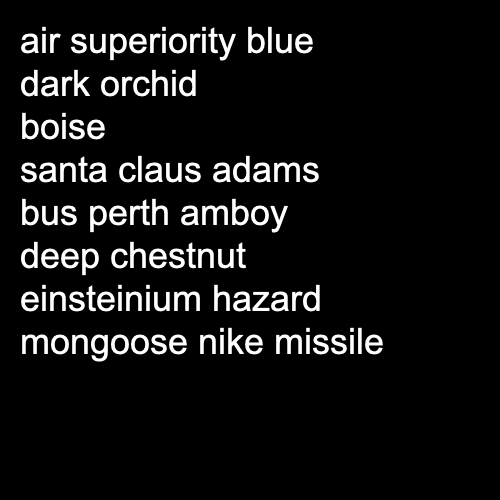 air superiority blue
dark orchid
boise
santa claus adams
bus perth amboy
deep chestnut
einsteinium hazard
mongoose nike missile